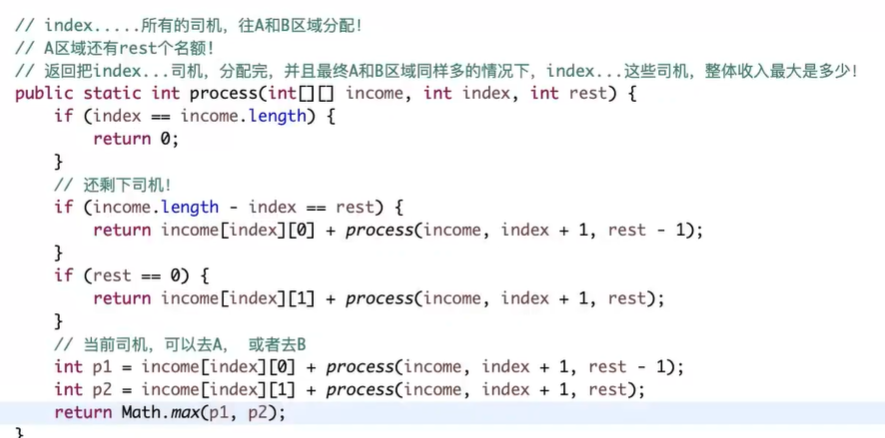 // index.....所有的司机，往A和B区域分配！
// A区域还有rest个名额！
// 返回把index...司机，分配完，并且最终A和B区域同样多的情况下，index...这些司机，整体收入最大是多少！
public static int process(int[][] income, int index, int rest) {
    if (index == income.length) {
        return 0;
    }
    // 还剩下司机！
    if (income.length - index == rest) {
        return income[index][0] + process(income, index + 1, rest - 1);
    }
    if (rest == 0) {
        return income[index][1] + process(income, index + 1, rest);
    }
    // 当前司机，可以去A， 或者去B
    int p1 = income[index][0] + process(income, index + 1, rest - 1);
    int p2 = income[index][1] + process(income, index + 1, rest);
    return Math.max(p1, p2);
}